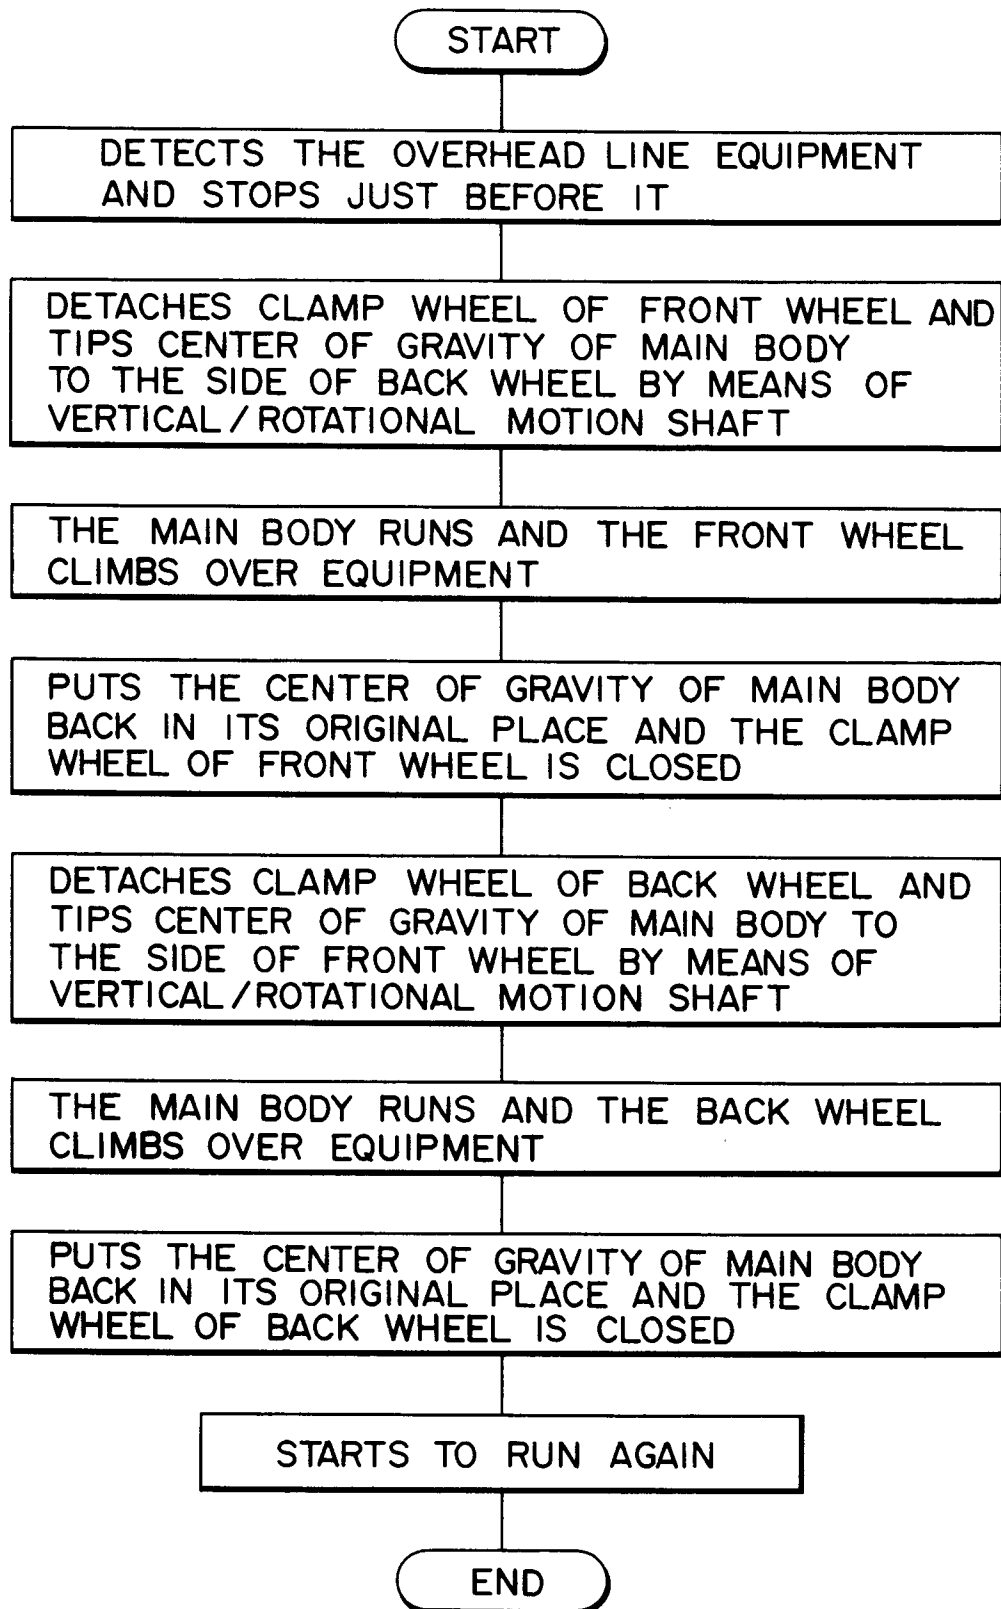 START
DETECTS THE OVERHEAD LINE EQUIPMENT
AND STOPS JUST BEFORE IT
DETACHES CLAMP WHEEL OF FRONT WHEEL AND
TIPS CENTER OF GRAVITY OF MAIN BODY
TO THE SIDE OF BACK WHEEL BY MEANS OF
VERTICAL/ROTATIONAL MOTION SHAFT
THE MAIN BODY RUNS AND THE FRONT WHEEL
CLIMBS OVER EQUIPMENT
PUTS THE CENTER OF GRAVITY OF MAIN BODY
BACK IN ITS ORIGINAL PLACE AND THE CLAMP
WHEEL OF FRONT WHEEL IS CLOSED
DETACHES CLAMP WHEEL OF BACK WHEEL AND
TIPS CENTER OF GRAVITY OF MAIN BODY TO
THE SIDE OF FRONT WHEEL BY MEANS OF
VERTICAL/ROTATIONAL MOTION SHAFT
THE MAIN BODY RUNS AND THE BACK WHEEL
CLIMBS OVER EQUIPMENT
PUTS THE CENTER OF GRAVITY OF MAIN BODY
BACK IN ITS ORIGINAL PLACE AND THE CLAMP
WHEEL OF BACK WHEEL IS CLOSED
STARTS TO RUN AGAIN
END